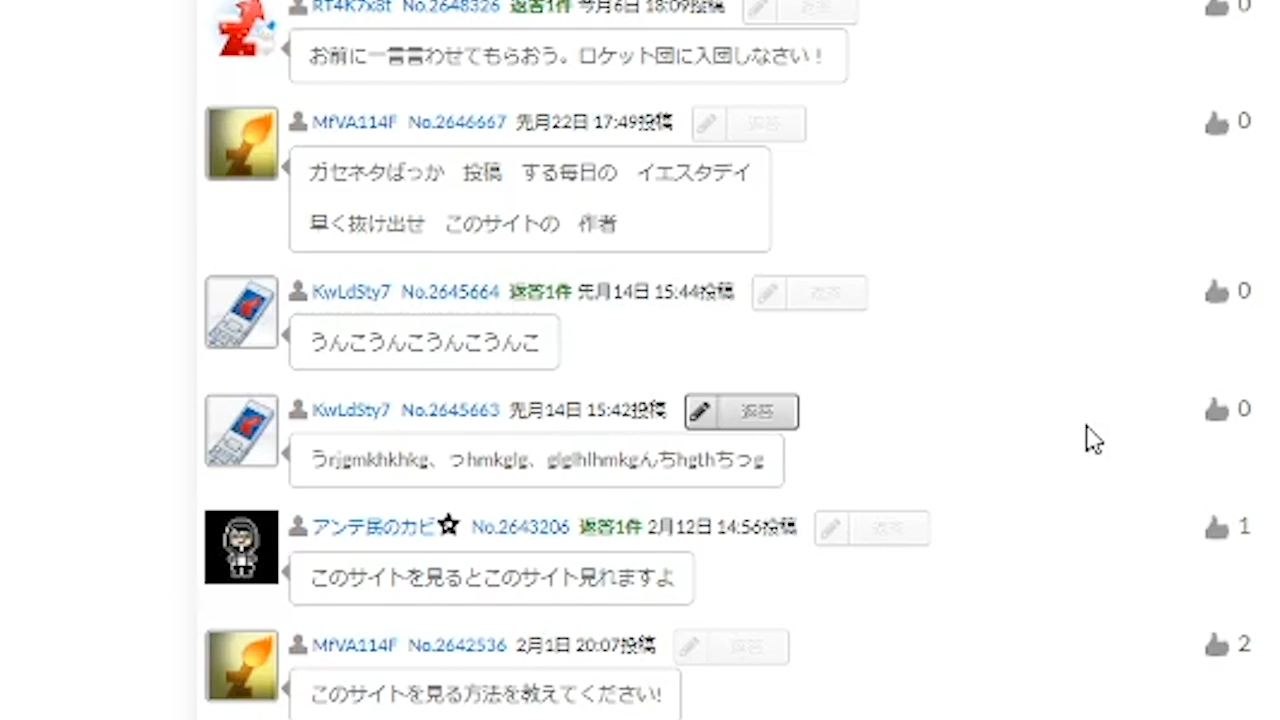 RT4K7x8t No.2648326 返答1件 今月6日 18:09投稿 返答 0
お前に一言言わせてもらおう。ロケット団に入団しなさい！
MfVA114F No.2646667 先月22日 17:49投稿 返答 0
ガセネタばっか　投稿　する毎日の　イエスタデイ
早く抜け出せ　このサイトの　作者
KwLdSty7 No.2645664 返答1件 先月14日 15:44投稿 返答 0
うんこうんこうんこうんこ
KwLdSty7 No.2645663 先月14日 15:42投稿 返答 0
うrjgmkhkhkg、っhmkglg、glglhlhmkgんちhgthちっg
アンテ民のカビ☆ No.2643206 返答1件 2月12日 14:56投稿 返答 1
このサイトを見るとこのサイト見れますよ
MfVA114F No.2642536 2月1日 20:07投稿 返答 2
このサイトを見る方法を教えてください!